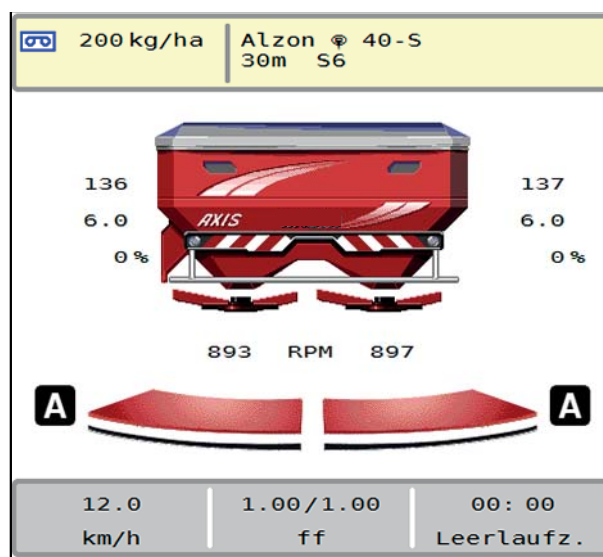 200 kg/ha
Alzon 40-S
30m S6
136 137
6.0 6.0
0 % 0 %
AXIS
893 RPM 897
A A
12.0 1.00/1.00 00: 00
km/h ff Leerlaufz.